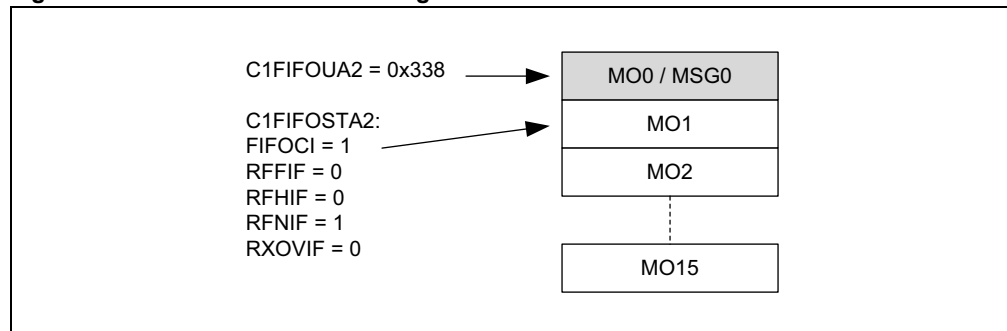 C1FIFOUA2 = 0x338
MO0 / MSG0
C1FIFOSTA2:
MO1
FIFOCI = 1
RFFIF = 0
MO2
RFHIF = 0
RFNIF = 1
RXOVIF = 0
MO15